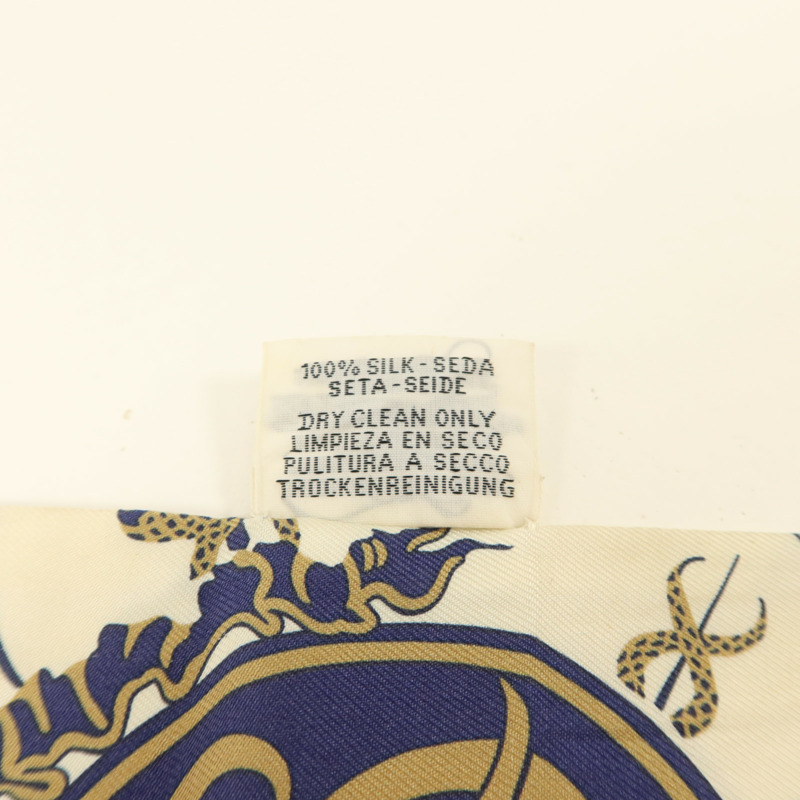 100% SILK - SEDA
SETA - SEIDE
DRY CLEAN ONLY
LIMPIEZA EN SECO
PULITURA A SECCO
TROCKENREINIGUNG